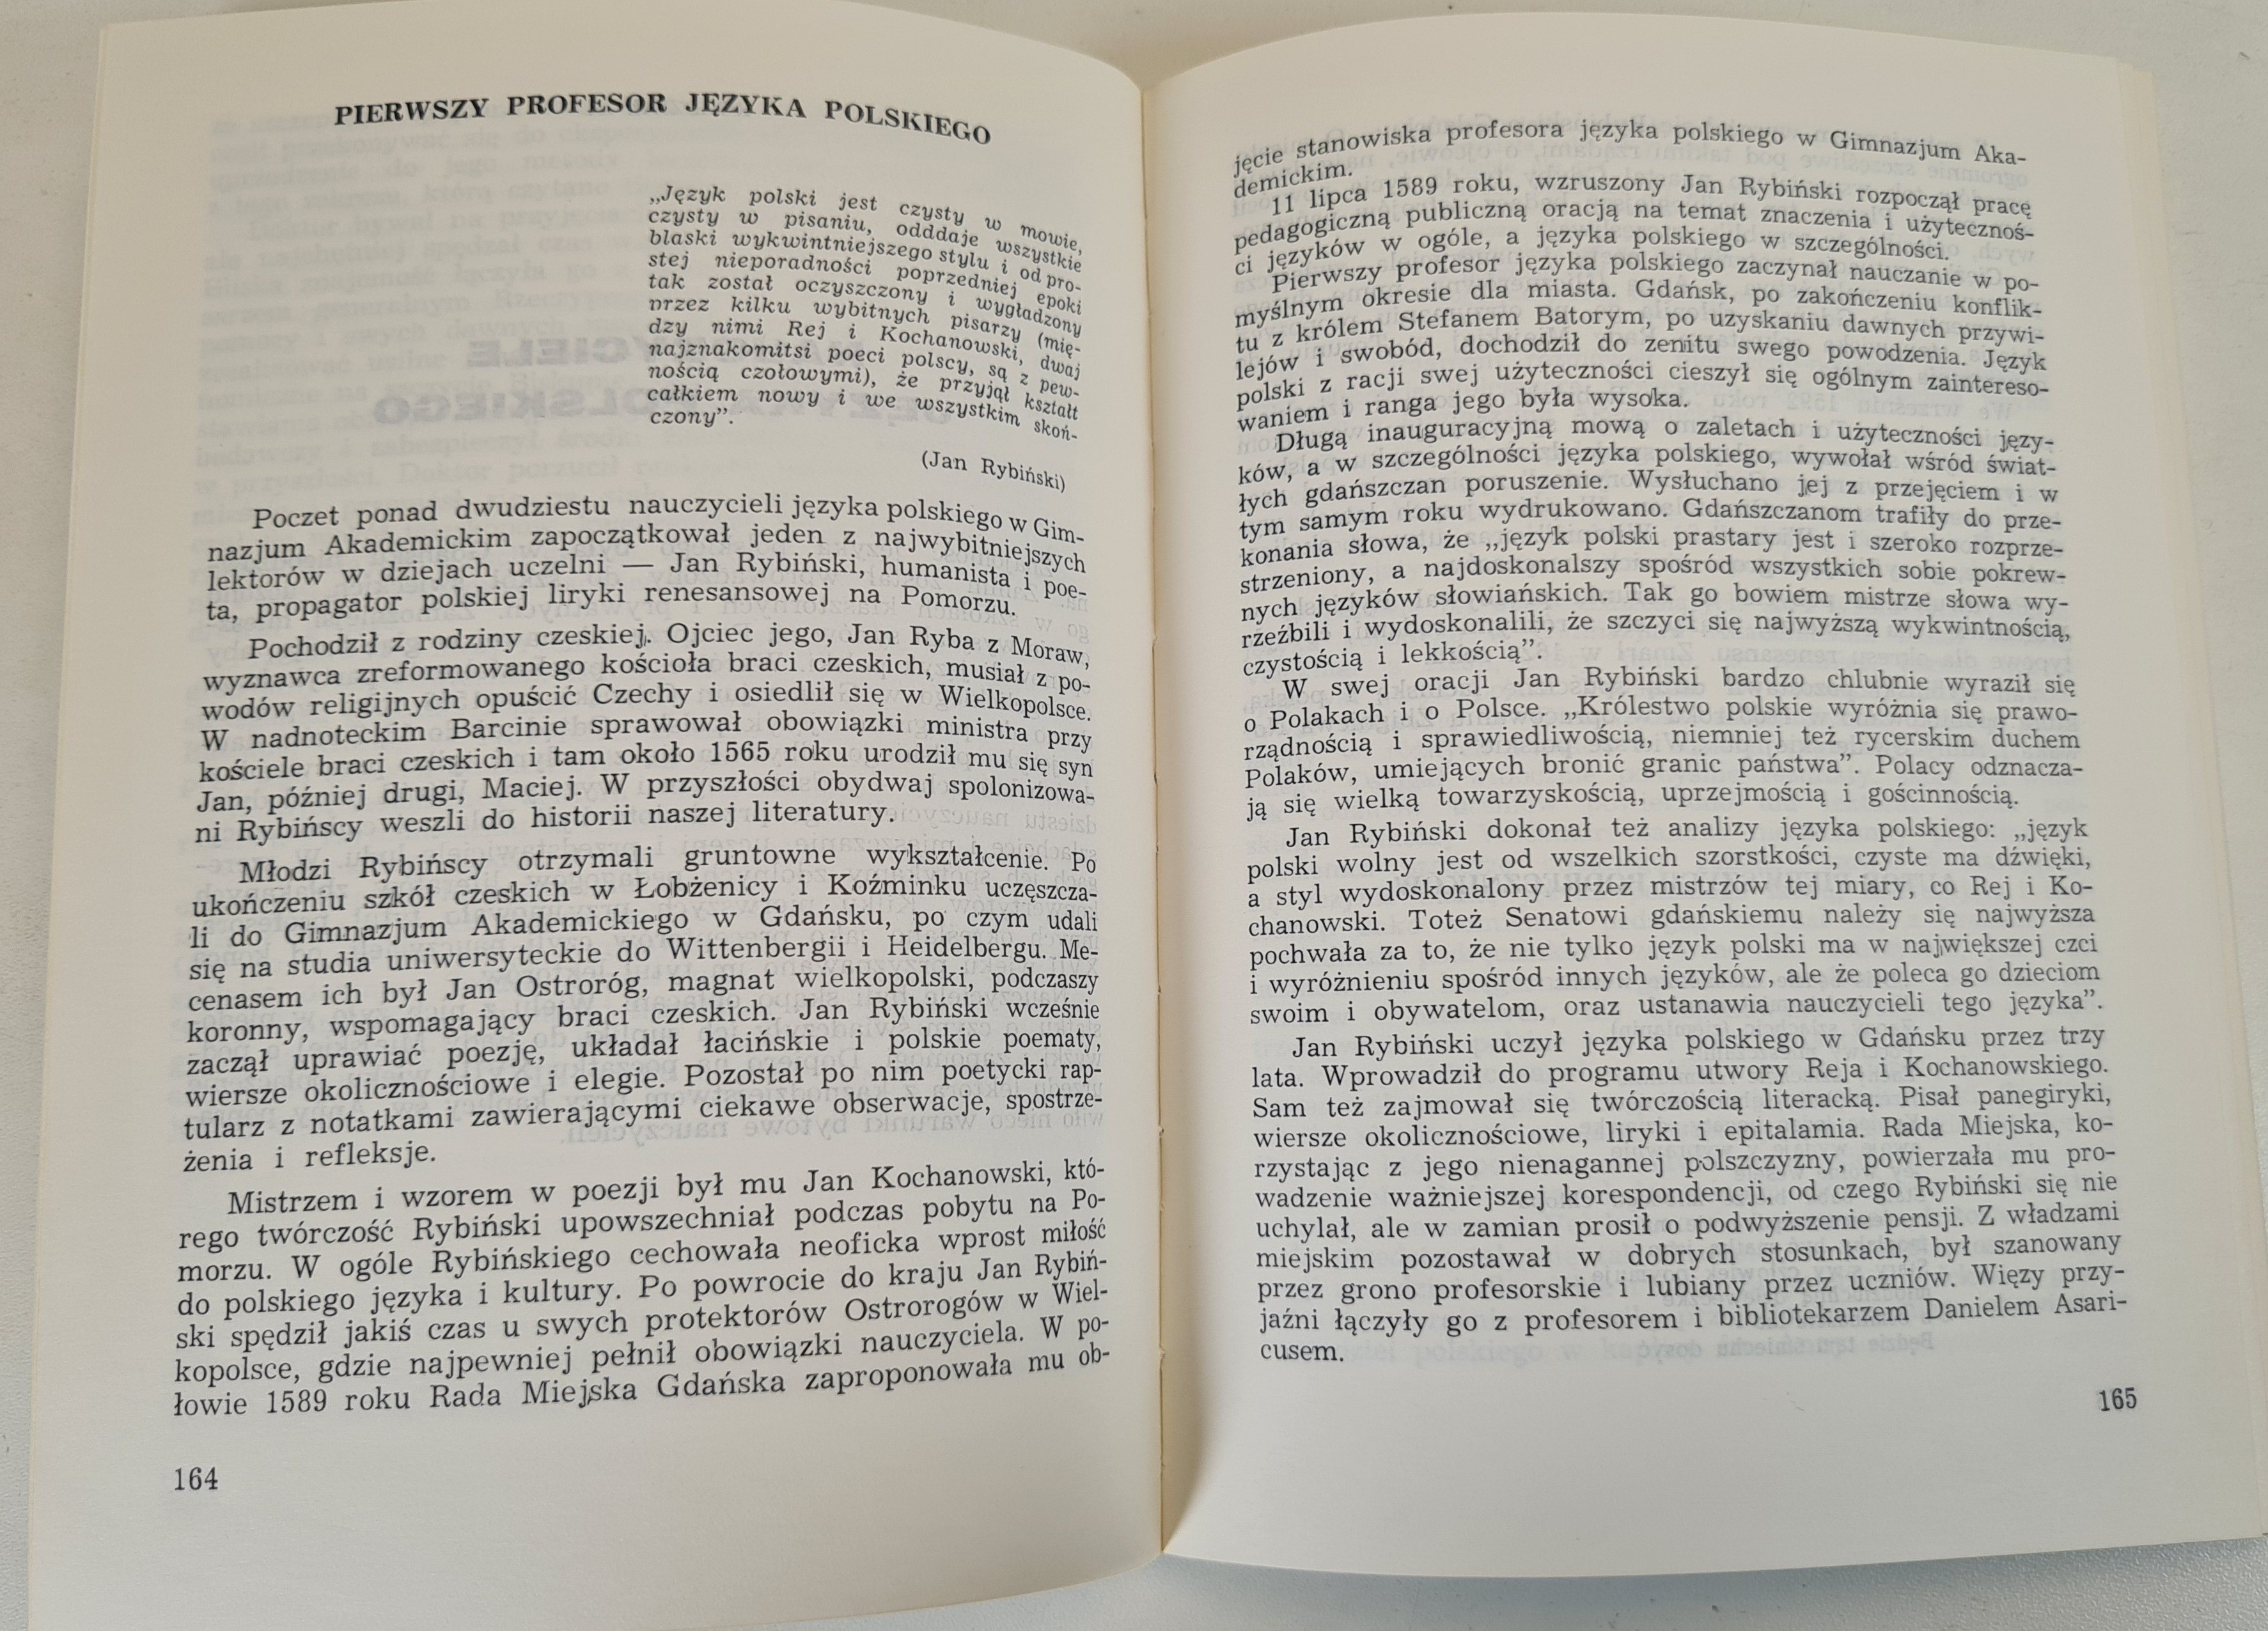 PIERWSZY PROFESOR JĘZYKA POLSKIEGO
„Język polski jest czysty w mowie,
czysty w pisaniu, odddaje wszystkie
blaski wykwintniejszego stylu i od pro-
stej nieporadności poprzedniej epoki
tak został oczyszczony i wygładzony
przez kilku wybitnych pisarzy (mię-
dzy nimi Rej i Kochanowski, dwaj
najznakomitsi poeci polscy, są z pew-
nością czołowymi), że przyjął kształt
całkiem nowy i we wszystkim skoń-
czony”.
(Jan Rybiński)
Poczet ponad dwudziestu nauczycieli języka polskiego w Gim-
nazjum Akademickim zapoczątkował jeden z najwybitniejszych
lektorów w dziejach uczelni — Jan Rybiński, humanista i poe-
ta, propagator polskiej liryki renesansowej na Pomorzu.
Pochodził z rodziny czeskiej. Ojciec jego, Jan Ryba z Moraw,
wyznawca zreformowanego kościoła braci czeskich, musiał z po-
wodów religijnych opuścić Czechy i osiedlił się w Wielkopolsce.
W nadnoteckim Barcinie sprawował obowiązki ministra przy
kościele braci czeskich i tam około 1565 roku urodził mu się syn
Jan, później drugi, Maciej. W przyszłości obydwaj spolonizowa-
ni Rybińscy weszli do historii naszej literatury.
Młodzi Rybińscy otrzymali gruntowne wykształcenie. Po
ukończeniu szkół czeskich w Łobżenicy i Koźminku uczęszcza-
li do Gimnazjum Akademickiego w Gdańsku, po czym udali
się na studia uniwersyteckie do Wittenbergii i Heidelbergu. Me-
cenasem ich był Jan Ostroróg, magnat wielkopolski, podczaszy
koronny, wspomagający braci czeskich. Jan Rybiński wcześnie
zaczął uprawiać poezję, układał łacińskie i polskie poematy,
wiersze okolicznościowe i elegie. Pozostał po nim poetycki rap-
tularz z notatkami zawierającymi ciekawe obserwacje, spostrze-
żenia i refleksje.
Mistrzem i wzorem w poezji był mu Jan Kochanowski, któ-
rego twórczość Rybiński upowszechniał podczas pobytu na Po-
morzu. W ogóle Rybińskiego cechowała neoficka wprost miłość
do polskiego języka i kultury. Po powrocie do kraju Jan Rybiń-
ski spędził jakiś czas u swych protektorów Ostrorogów w Wiel-
kopolsce, gdzie najpewniej pełnił obowiązki nauczyciela. W po-
łowie 1589 roku Rada Miejska Gdańska zaproponowała mu ob-
164
jęcie stanowiska profesora języka polskiego w Gimnazjum Aka-
demickim.
11 lipca 1589 roku, wzruszony Jan Rybiński rozpoczął pracę
pedagogiczną publiczną oracją na temat znaczenia i użytecznoś-
ci języków w ogóle, a języka polskiego w szczególności.
Pierwszy profesor języka polskiego zaczynał nauczanie w po-
myślnym okresie dla miasta. Gdańsk, po zakończeniu konflik-
tu z królem Stefanem Batorym, po uzyskaniu dawnych przywi-
lejów i swobód, dochodził do zenitu swego powodzenia. Język
polski z racji swej użyteczności cieszył się ogólnym zaintereso-
waniem i ranga jego była wysoka.
Długą inauguracyjną mową o zaletach i użyteczności języ-
ków, a w szczególności języka polskiego, wywołał wśród świat-
łych gdańszczan poruszenie. Wysłuchano jej z przejęciem i w
tym samym roku wydrukowano. Gdańszczanom trafiły do prze-
konania słowa, że „język polski prastary jest i szeroko rozprze-
strzeniony, a najdoskonalszy spośród wszystkich sobie pokrew-
nych języków słowiańskich. Tak go bowiem mistrze słowa wy-
rzeźbili i wydoskonalili, że szczyci się najwyższą wykwintnością,
czystością i lekkością”.
W swej oracji Jan Rybiński bardzo chlubnie wyraził się
o Polakach i o Polsce. „Królestwo polskie wyróżnia się prawo-
rządnością i sprawiedliwością, niemniej też rycerskim duchem
Polaków, umiejących bronić granic państwa”. Polacy odznacza-
ją się wielką towarzyskością, uprzejmością i gościnnością.
Jan Rybiński dokonał też analizy języka polskiego: „język
polski wolny jest od wszelkich szorstkości, czyste ma dźwięki,
a styl wydoskonalony przez mistrzów tej miary, co Rej i Ko-
chanowski. Toteż Senatowi gdańskiemu należy się najwyższa
pochwała za to, że nie tylko język polski ma w największej czci
i wyróżnieniu spośród innych języków, ale że poleca go dzieciom
swoim i obywatelom, oraz ustanawia nauczycieli tego języka”.
Jan Rybiński uczył języka polskiego w Gdańsku przez trzy
lata. Wprowadził do programu utwory Reja i Kochanowskiego.
Sam też zajmował się twórczością literacką. Pisał panegiryki,
wiersze okolicznościowe, liryki i epitalamia. Rada Miejska, ko-
rzystając z jego nienagannej polszczyzny, powierzała mu pro-
wadzenie ważniejszej korespondencji, od czego Rybiński się nie
uchylał, ale w zamian prosił o podwyższenie pensji. Z władzami
miejskim pozostawał w dobrych stosunkach, był szanowany
przez grono profesorskie i lubiany przez uczniów. Więzy przy-
jaźni łączyły go z profesorem i bibliotekarzem Danielem Asari-
cusem.
165